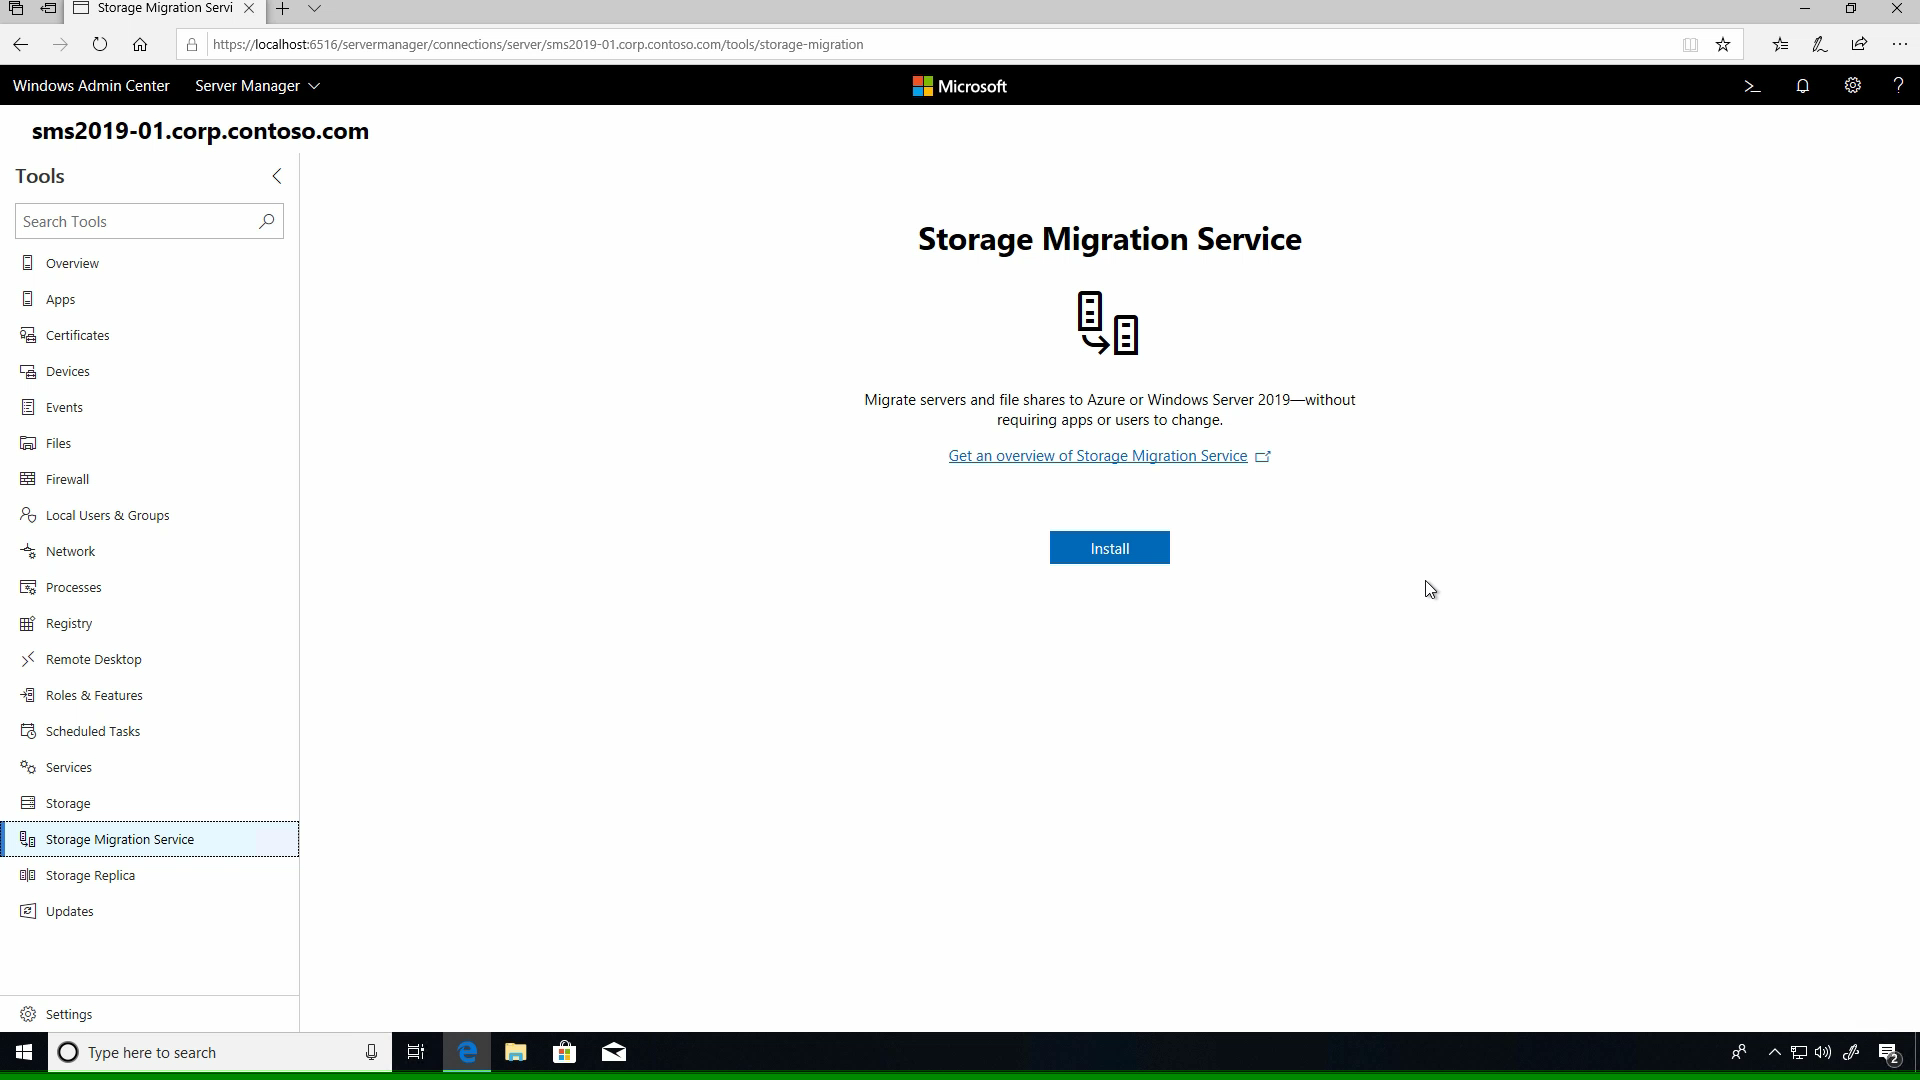 Storage Migration Servi
https://localhost:6516/servermanager/connections/server/sms2019-01.corp.contoso.com/tools/storage-migration
Windows Admin Center Server Manager Microsoft ?
sms2019-01.corp.contoso.com
Tools
Search Tools
Overview
Apps
Certificates
Devices
Events
Files
Firewall
Local Users & Groups
Network
Processes
Registry
Remote Desktop
Roles & Features
Scheduled Tasks
Services
Storage
Storage Migration Service
Storage Replica
Updates
Settings
Storage Migration Service
Migrate servers and file shares to Azure or Windows Server 2019—without
requiring apps or users to change.
Get an overview of Storage Migration Service
Install
Type here to search
2